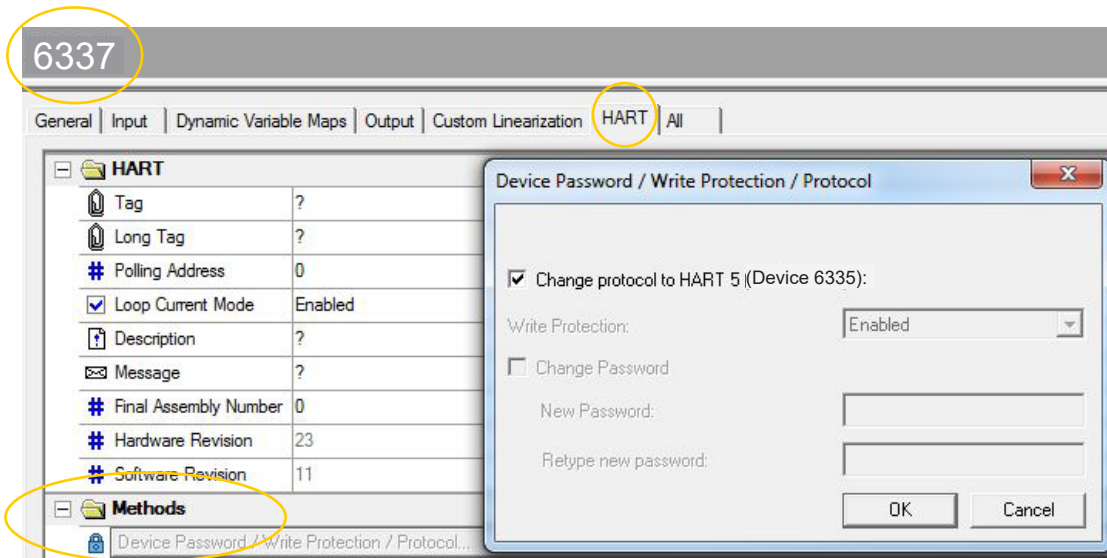 6337
General Input Dynamic Variable Maps Output Custom Linearization HART All
HART
Tag ?
Long Tag ?
Polling Address 0
Loop Current Mode Enabled
Description ?
Message ?
Final Assembly Number 0
Hardware Revision 23
Software Revision 11
Methods
Device Password / Write Protection / Protocol...
Device Password / Write Protection / Protocol
Change protocol to HART 5 (Device 6335):
Write Protection: Enabled
Change Password
New Password:
Retype new password:
OK Cancel